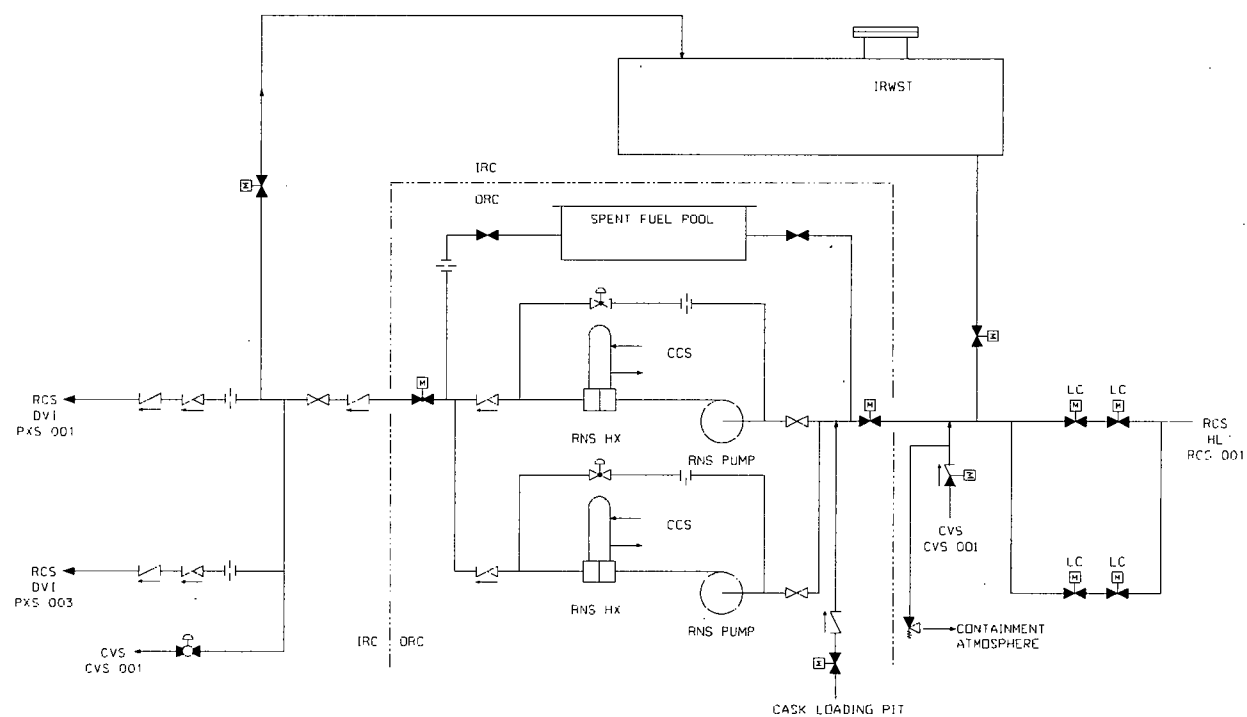 IRWST
IRC
ORC
SPENT FUEL POOL
CCS
M
M
LC
LC
M
M
RCS
DVI
PXS 001
RCS
HL
RCS 001
RNS HX
RNS PUMP
CVS
CVS 001
CCS
LC
LC
M
M
RCS
DVI
PXS 003
RNS HX
RNS PUMP
CONTAINMENT
ATMOSPHERE
IRC
ORC
CVS
CVS 001
CASK LOADING PIT